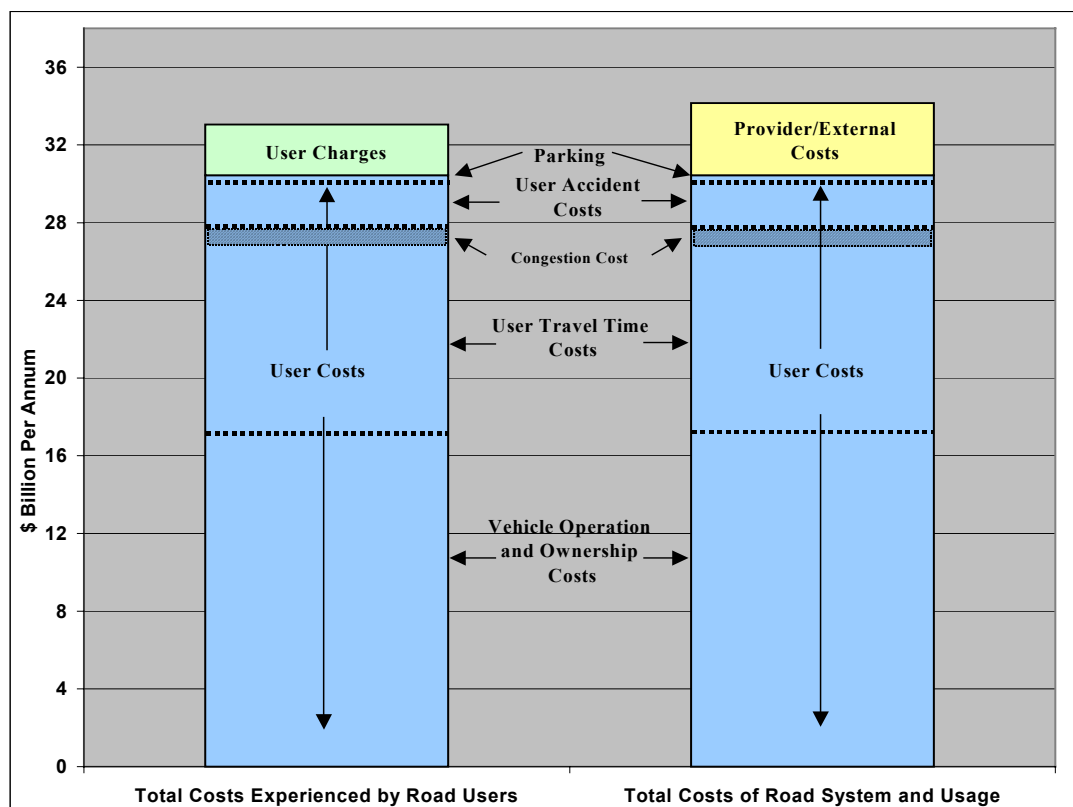 $ Billion Per Annum
36
32
28
24
20
16
12
8
4
0
User Charges
User Costs
Provider/External
Costs
User Costs
Parking
User Accident
Costs
Congestion Cost
User Travel Time
Costs
Vehicle Operation
and Ownership
Costs
Total Costs Experienced by Road Users
Total Costs of Road System and Usage